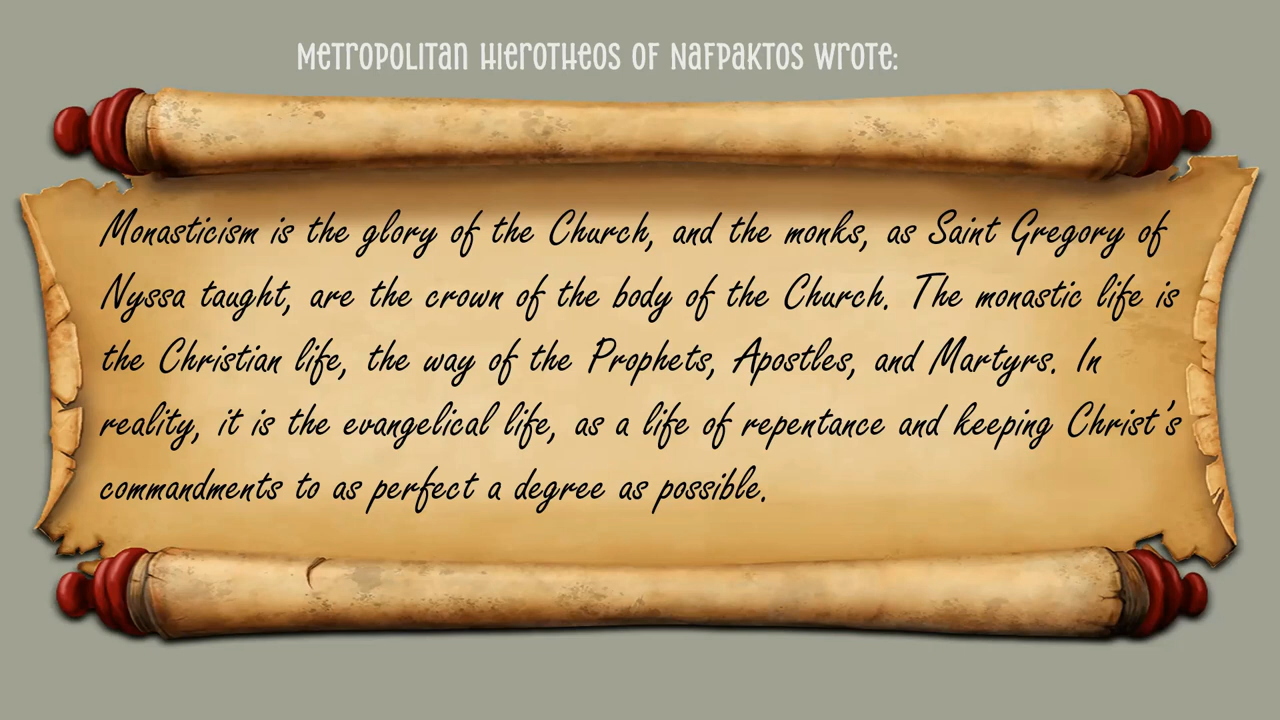 Metropolitan Hierotheos of Nafpaktos wrote:
Monasticism is the glory of the Church, and the monks, as Saint Gregory of
Nyssa taught, are the crown of the body of the Church. The monastic life is
the Christian life, the way of the Prophets, Apostles, and Martyrs. In
reality, it is the evangelical life, as a life of repentance and keeping Christ's
commandments to as perfect a degree as possible.